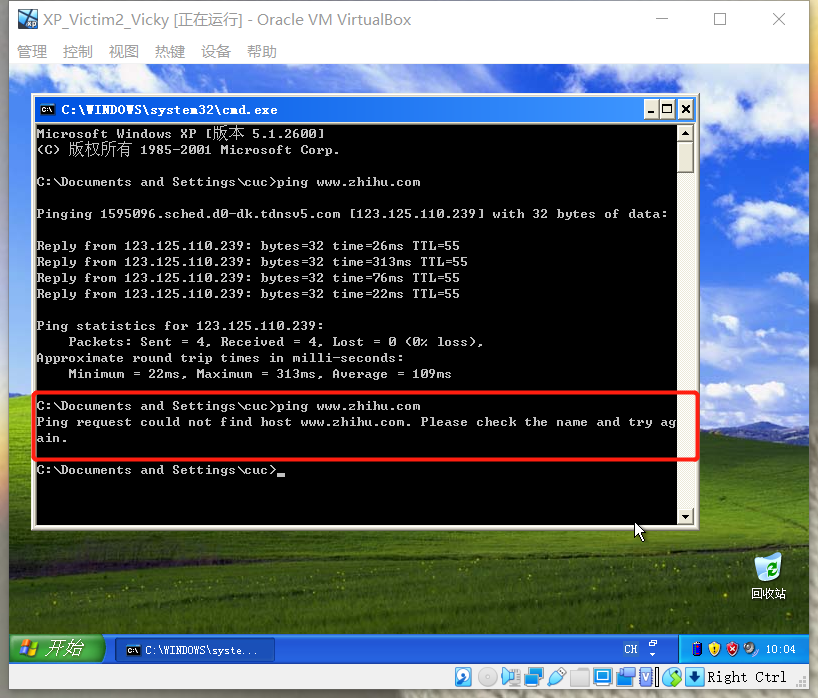 XP_Victim2_Vicky [正在运行] - Oracle VM VirtualBox
管理 控制 视图 热键 设备 帮助
C:\WINDOWS\system32\cmd.exe
Microsoft Windows XP [版本 5.1.2600]
(C) 版权所有 1985-2001 Microsoft Corp.
C:\Documents and Settings\cuc>ping www.zhihu.com
Pinging 1595096.sched.d0-dk.tdnsv5.com [123.125.110.239] with 32 bytes of data:
Reply from 123.125.110.239: bytes=32 time=26ms TTL=55
Reply from 123.125.110.239: bytes=32 time=313ms TTL=55
Reply from 123.125.110.239: bytes=32 time=76ms TTL=55
Reply from 123.125.110.239: bytes=32 time=22ms TTL=55
Ping statistics for 123.125.110.239:
    Packets: Sent = 4, Received = 4, Lost = 0 (0% loss),
Approximate round trip times in milli-seconds:
    Minimum = 22ms, Maximum = 313ms, Average = 109ms
C:\Documents and Settings\cuc>ping www.zhihu.com
Ping request could not find host www.zhihu.com. Please check the name and try ag
ain.
C:\Documents and Settings\cuc>
回收站
开始 C:\WINDOWS\syste... CH 10:04
Right Ctrl